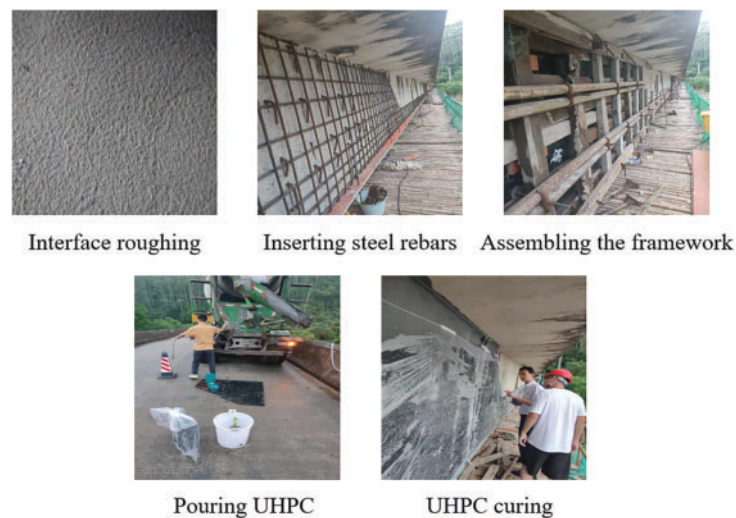 Interface roughing
Inserting steel rebars
Assembling the framework
Pouring UHPC
UHPC curing